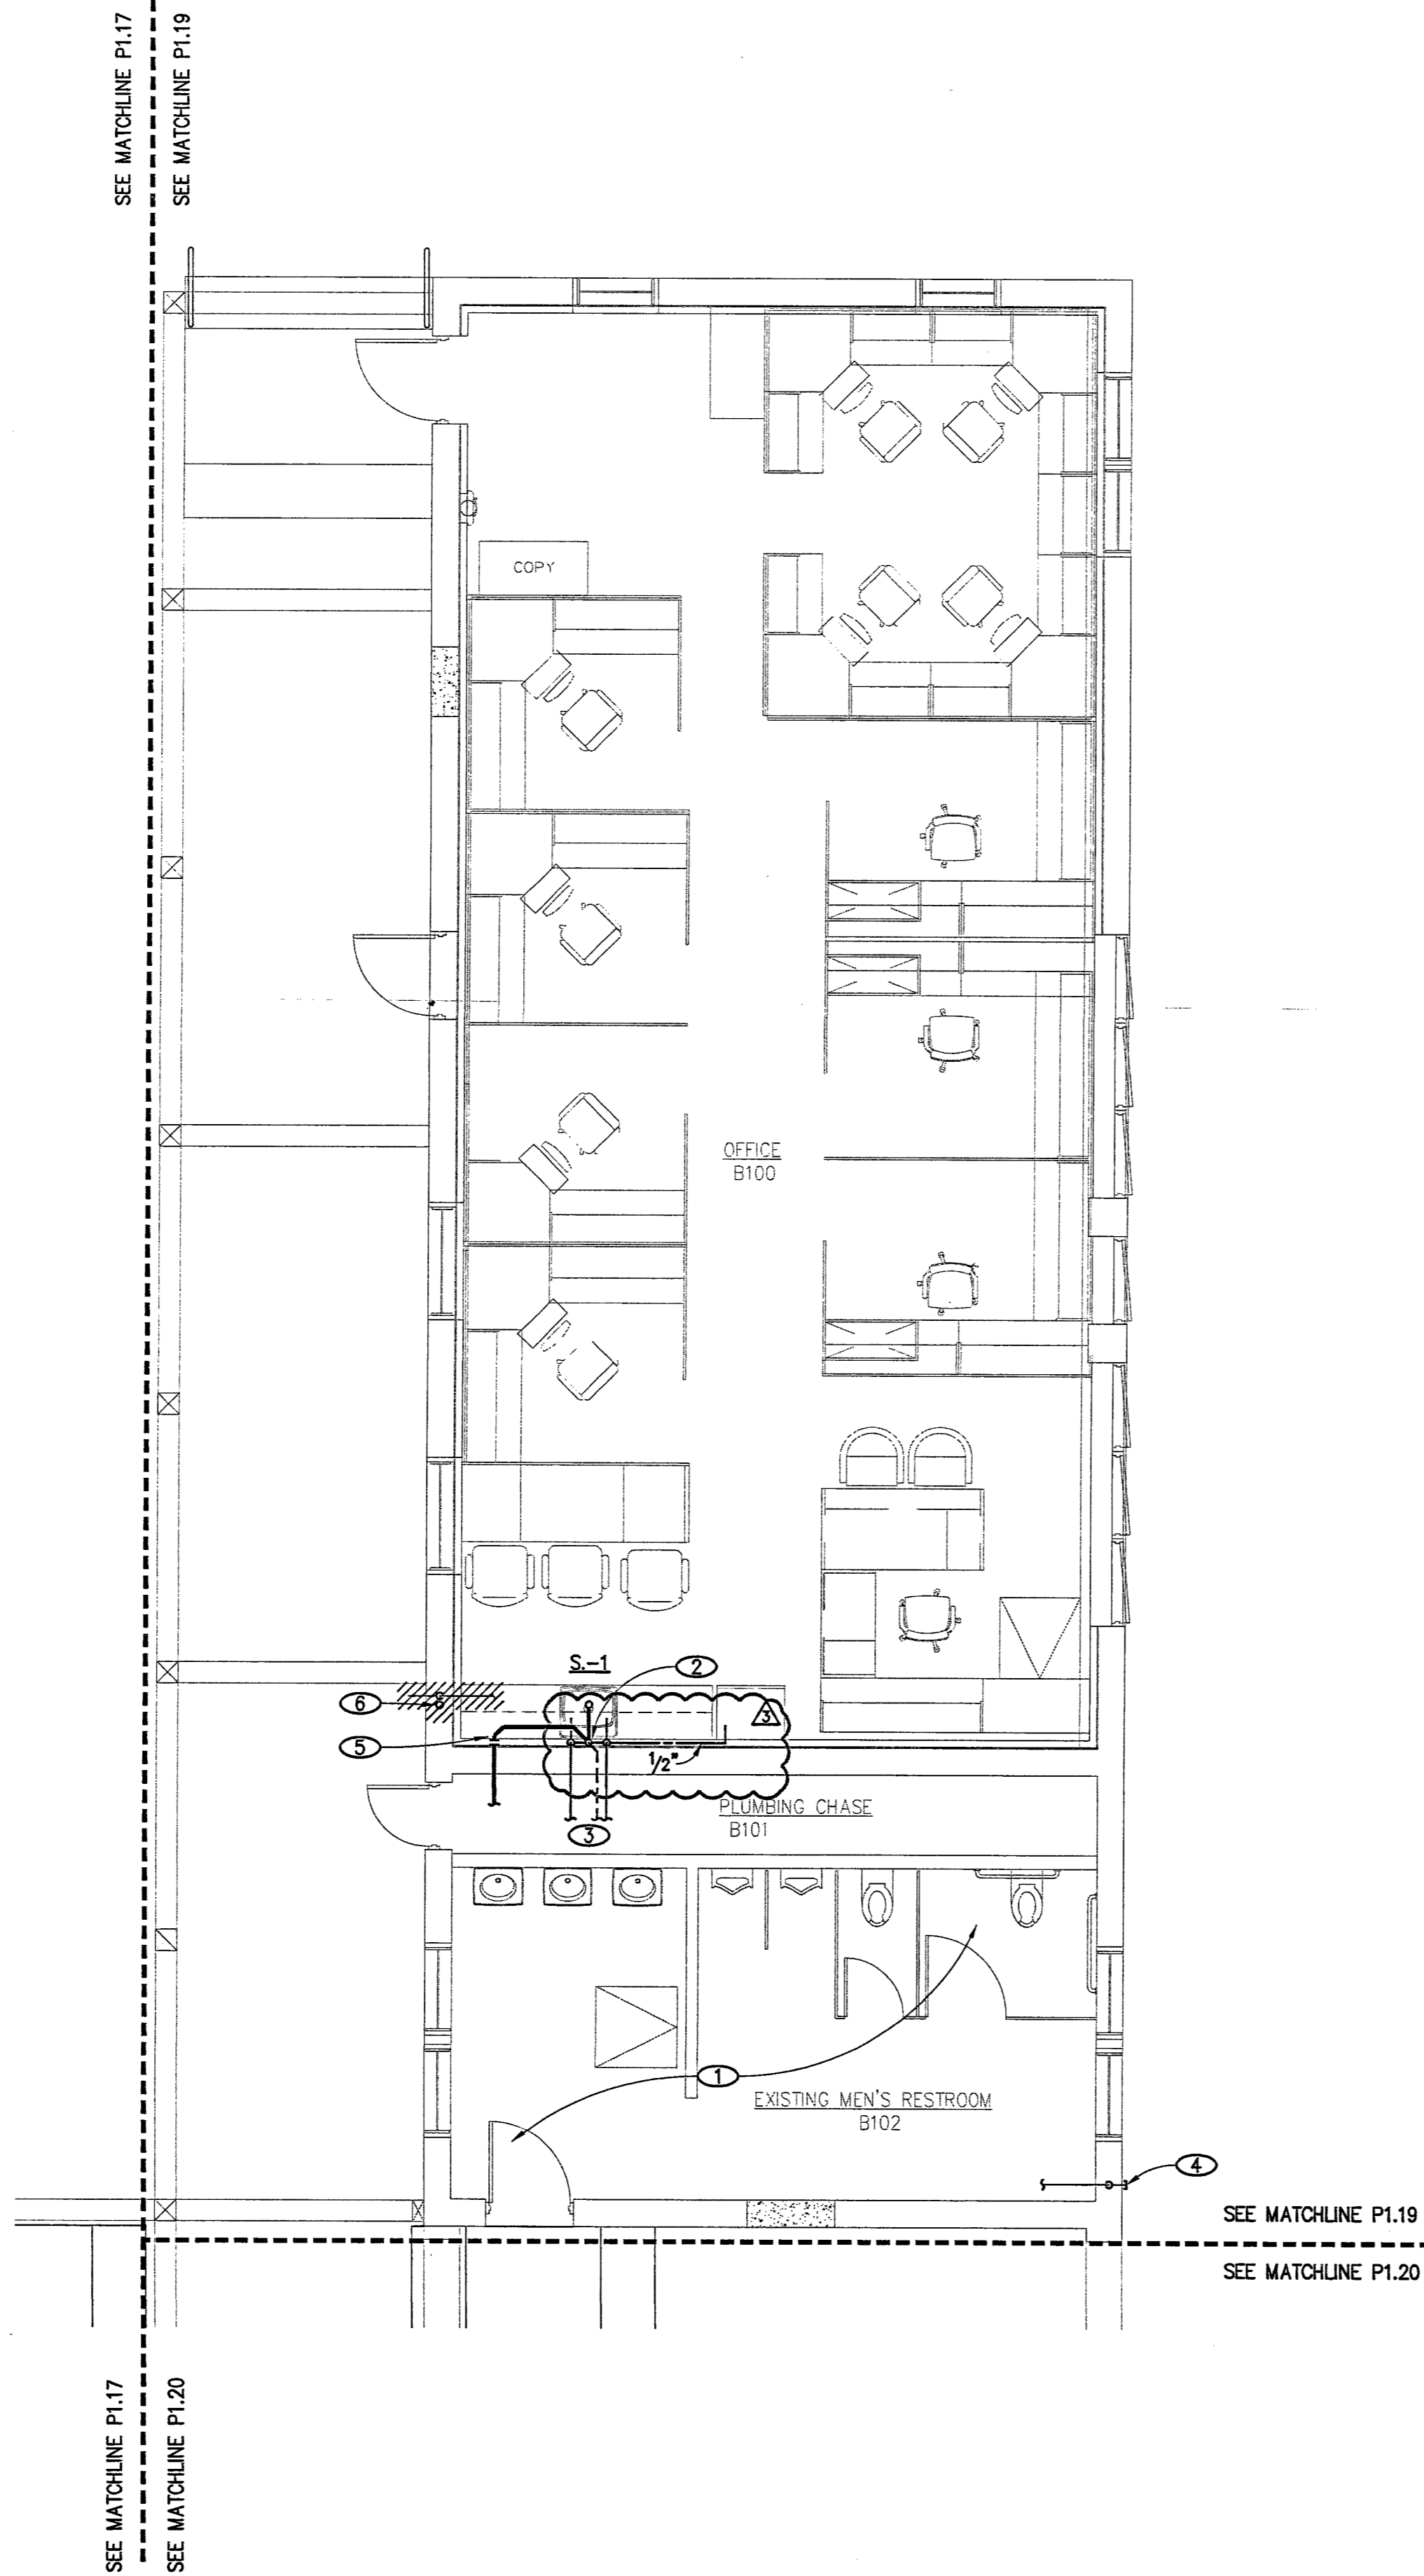 SEE MATCHLINE P1.17
SEE MATCHLINE P1.19
COPY
OFFICE
B100
S.-1
2
3
6
5
1/2"
PLUMBING CHASE
B101
3
1
EXISTING MEN'S RESTROOM
B102
4
SEE MATCHLINE P1.19
SEE MATCHLINE P1.20
SEE MATCHLINE P1.17
SEE MATCHLINE P1.20